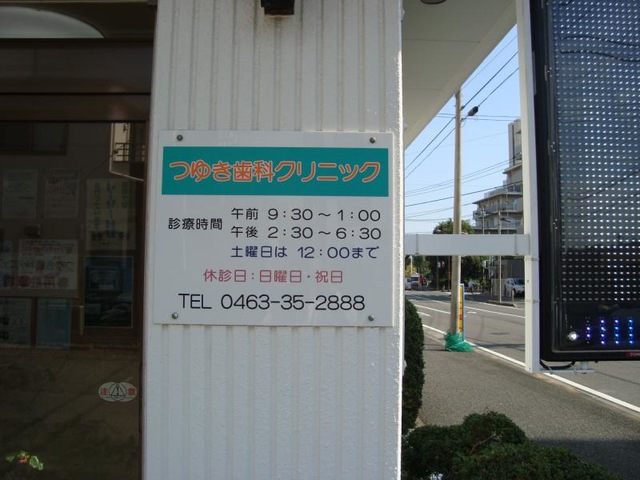 つゆき歯科クリニック
診療時間 午前 9:30～1:00
午後 2:30～6:30
土曜日は 12:00まで
休診日:日曜日・祝日
TEL 0463-35-2888